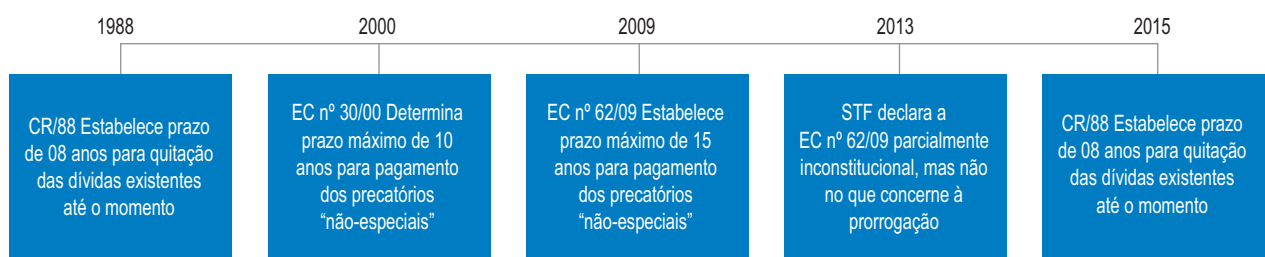 1988
2000
2009
2013
2015
CR/88 Estabelece prazo
de 08 anos para quitação
das dívidas existentes
até o momento
EC nº 30/00 Determina
prazo máximo de 10
anos para pagamento
dos precatórios
“não-especiais”
EC nº 62/09 Estabelece
prazo máximo de 15
anos para pagamento
dos precatórios
“não-especiais”
STF declara a
EC nº 62/09 parcialmente
inconstitucional, mas não
no que concerne à
prorrogação
CR/88 Estabelece prazo
de 08 anos para quitação
das dívidas existentes
até o momento